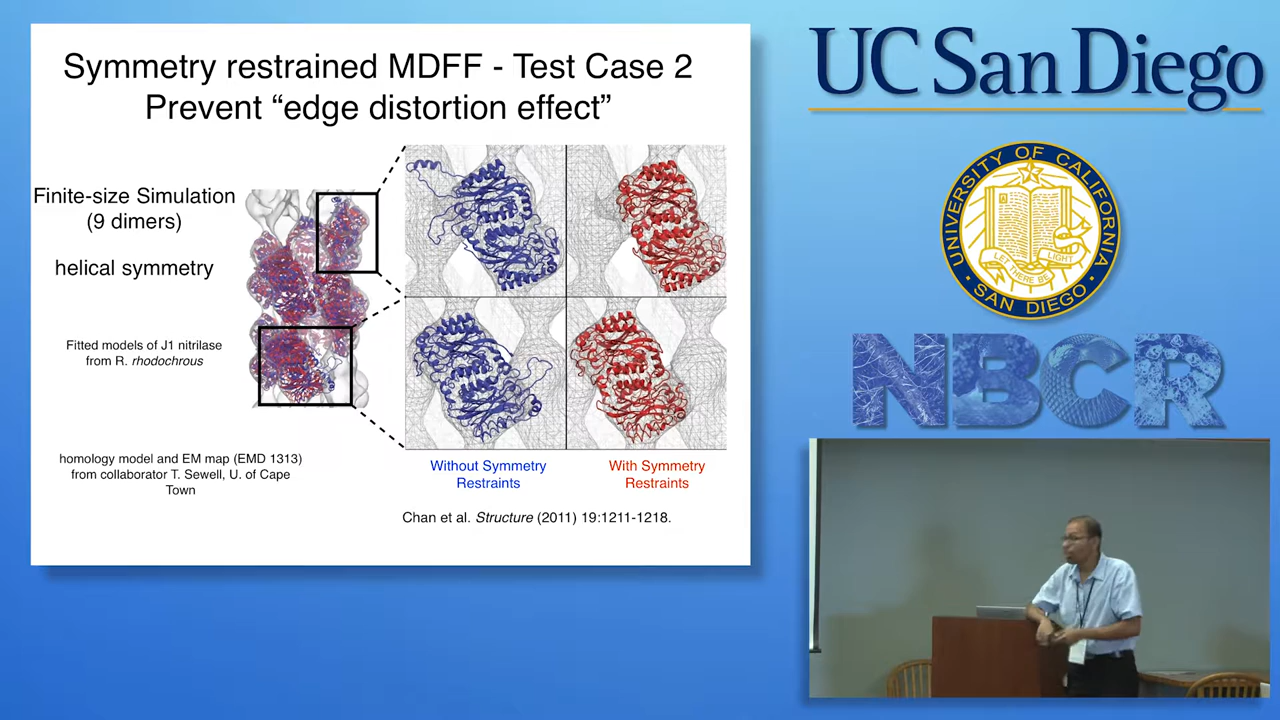 Symmetry restrained MDFF - Test Case 2
Prevent “edge distortion effect”
Finite-size Simulation
(9 dimers)
helical symmetry
Fitted models of J1 nitrilase
from R. rhodochrous
homology model and EM map (EMD 1313)
from collaborator T. Sewell, U. of Cape
Town
Without Symmetry
Restraints
With Symmetry
Restraints
Chan et al. Structure (2011) 19:1211-1218.
UC San Diego
UNIVERSITY OF CALIFORNIA
LET THERE BE LIGHT
SAN DIEGO
NBCR